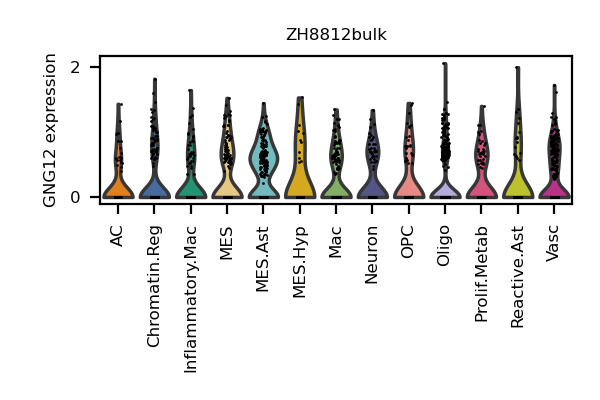 ZH8812bulk
GNG12 expression
2
0
AC
Chromatin.Reg
Inflammatory.Mac
MES
MES.Ast
MES.Hyp
Mac
Neuron
OPC
Oligo
Prolif.Metab
Reactive.Ast
Vasc